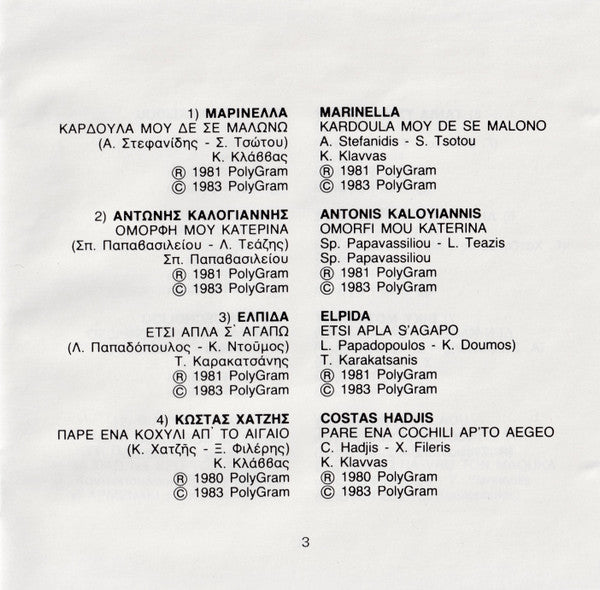 1) ΜΑΡΙΝΕΛΛΑ
ΚΑΡΔΟΥΛΑ ΜΟΥ ΔΕ ΣΕ ΜΑΛΩΝΩ
(Α. Στεφανίδης - Σ. Τσώτου)
Κ. Κλάββας
Ⓡ 1981 PolyGram
Ⓒ 1983 PolyGram
MARINELLA
KARDOULA MOY DE SE MALONO
A. Stefanidis - S. Tsotou
K. Klavvas
Ⓡ 1981 PolyGram
Ⓒ 1983 PolyGram
2) ΑΝΤΩΝΗΣ ΚΑΛΟΓΙΑΝΝΗΣ
ΟΜΟΡΦΗ ΜΟΥ ΚΑΤΕΡΙΝΑ
(Σπ. Παπαβασιλείου - Λ. Τεάζης)
Σπ. Παπαβασιλείου
Ⓡ 1981 PolyGram
Ⓒ 1983 PolyGram
ANTONIS KALOYIANNIS
OMORFI MOU KATERINA
Sp. Papavassiliou - L. Teazis
Sp. Papavassiliou
Ⓡ 1981 PolyGram
Ⓒ 1983 PolyGram
3) ΕΛΠΙΔΑ
ΕΤΣΙ ΑΠΛΑ Σ' ΑΓΑΠΩ
(Λ. Παπαδόπουλος - Κ. Ντούμος)
Τ. Καρακατσάνης
Ⓡ 1981 PolyGram
Ⓒ 1983 PolyGram
ELPIDA
ETSI APLA S'AGAPO
L. Papadopoulos - K. Doumos)
T. Karakatsanis
Ⓡ 1981 PolyGram
Ⓒ 1983 PolyGram
4) ΚΩΣΤΑΣ ΧΑΤΖΗΣ
ΠΑΡΕ ΕΝΑ ΚΟΧΥΛΙ ΑΠ' ΤΟ ΑΙΓΑΙΟ
(Κ. Χατζῆς - Ξ. Φιλέρης)
Κ. Κλάββας
Ⓡ 1980 PolyGram
Ⓒ 1983 PolyGram
COSTAS HADJIS
PARE ENA COCHILI AP'TO AEGEO
C. Hadjis - X. Fileris
K. Klavvas
Ⓡ 1980 PolyGram
Ⓒ 1983 PolyGram
3